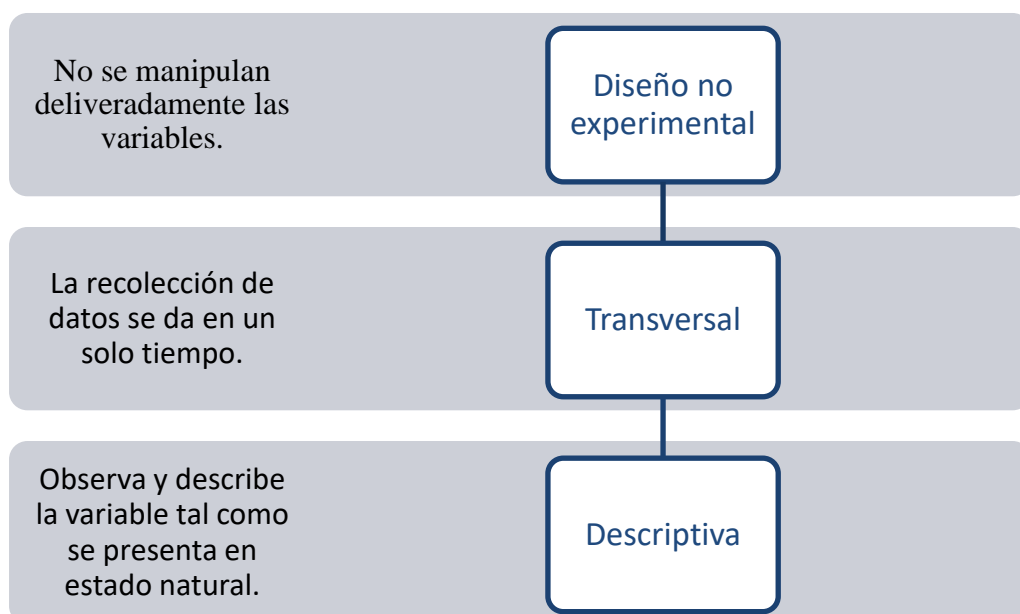 No se manipulan
deliveradamente las
variables.
Diseño no
experimental
La recolección de
datos se da en un
solo tiempo.
Transversal
Observa y describe
la variable tal como
se presenta en
estado natural.
Descriptiva